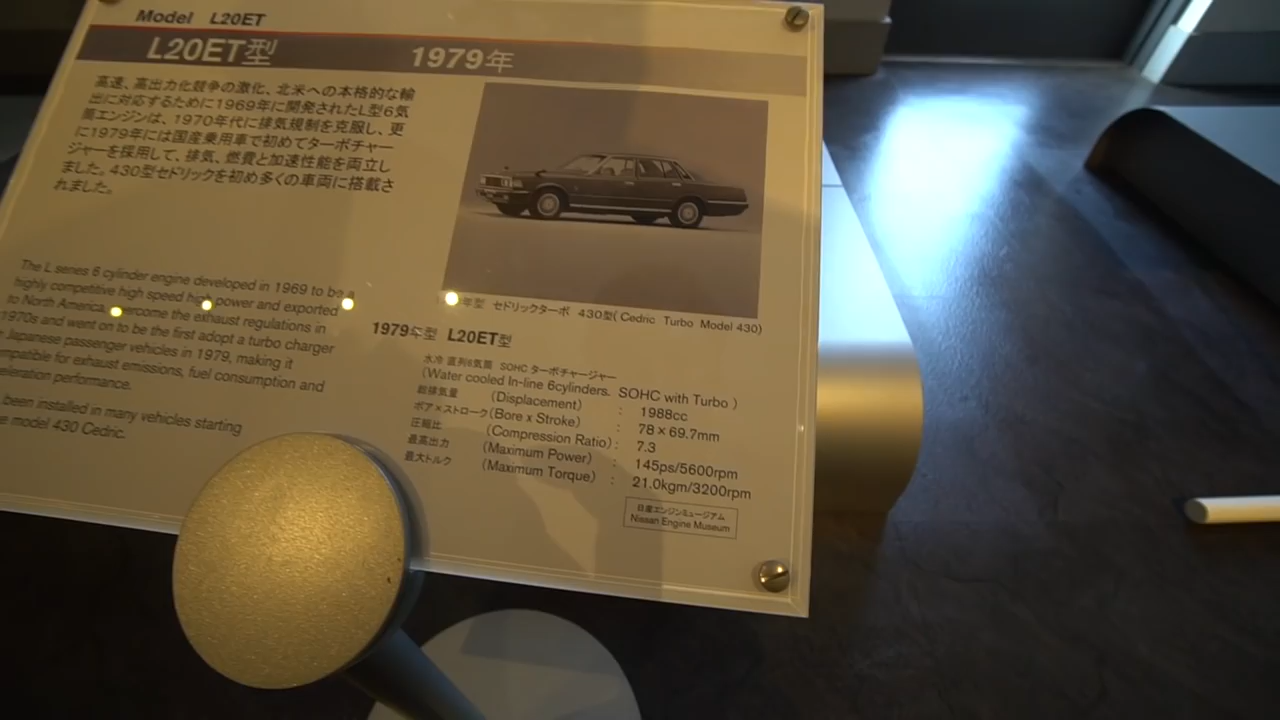 Model L20ET
L20ET型 1979年
高速、高出力化競争の激化、北米への本格的な輸
出に対応するために1969年に開発されたL型6気
筒エンジンは、1970年代に排気規制を克服し、更
に1979年には国産乗用車で初めてターボチャー
ジャーを採用して、排気、燃費と加速性能を両立し
ました。430型セドリックを初め多くの車両に搭載さ
れました。
The L series 6 cylinder engine developed in 1969 to be a
highly competitive high speed high power and exported
to North America, overcome the exhaust regulations in
1970s and went on to be the first adopt a turbo charger
Japanese passenger vehicles in 1979, making it
mpatible for exhaust emissions, fuel consumption and
eleration performance.
been installed in many vehicles starting
e model 430 Cedric.
年型 セドリックターボ 430型(Cedric Turbo Model 430)
1979年型 L20ET型
水冷 直列6気筒 SOHC ターボチャージャー
(Water cooled In-line 6cylinders. SOHC with Turbo )
総排気量 (Displacement) : 1988cc
ボア×ストローク(Bore x Stroke) : 78×69.7mm
圧縮比 (Compression Ratio) : 7.3
最高出力 (Maximum Power) : 145ps/5600rpm
最大トルク (Maximum Torque) : 21.0kgm/3200rpm
日産エンジンミュージアム
Nissan Engine Museum